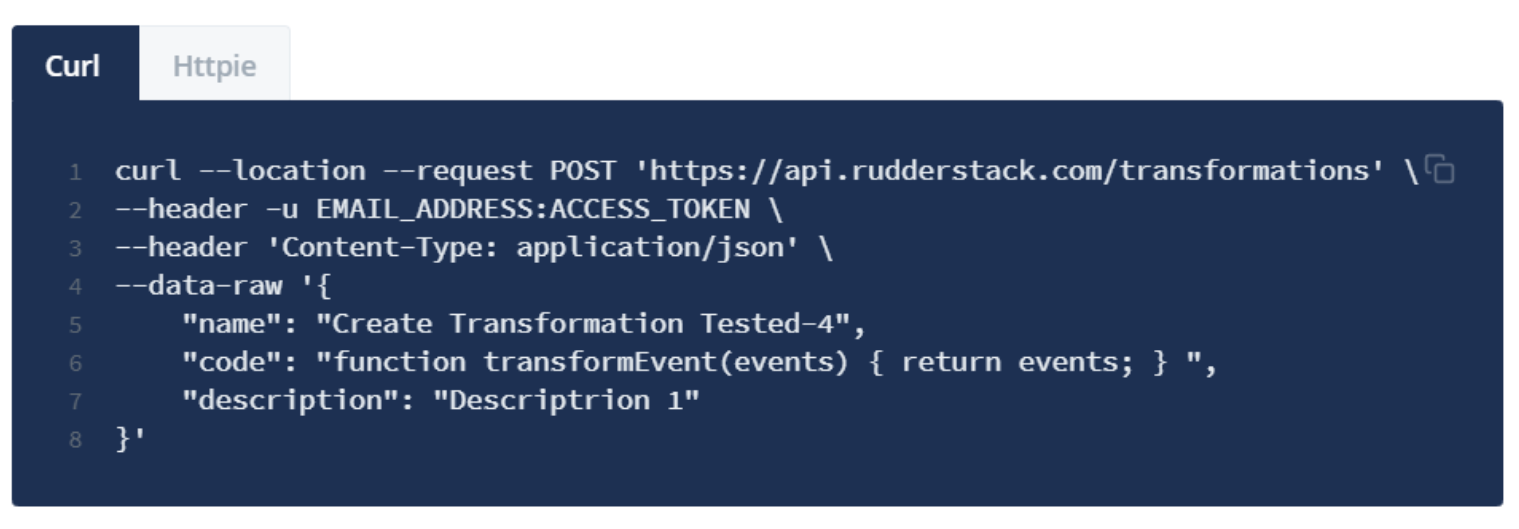 Curl Httpie
1 curl --location --request POST 'https://api.rudderstack.com/transformations' \
2 --header -u EMAIL_ADDRESS:ACCESS_TOKEN \
3 --header 'Content-Type: application/json' \
4 --data-raw '{
5 "name": "Create Transformation Tested-4",
6 "code": "function transformEvent(events) { return events; } ",
7 "description": "Descriptrion 1"
8 }'